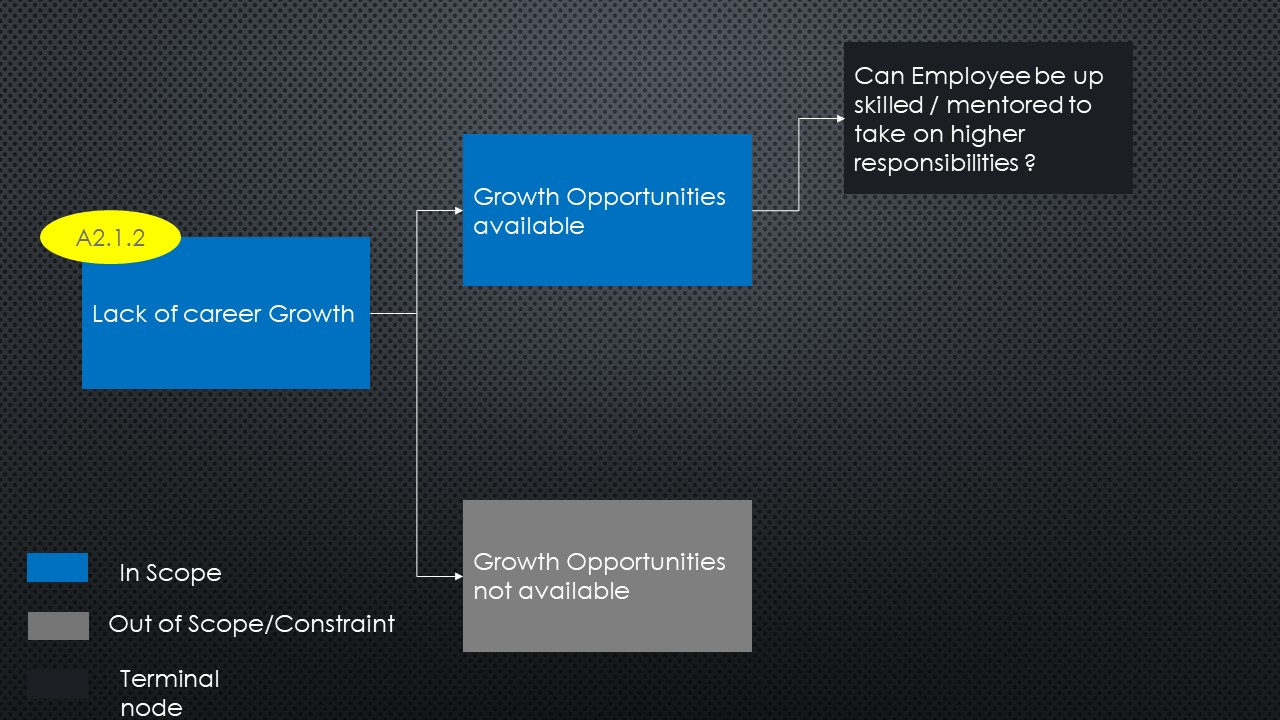 Can Employee be up
skilled / mentored to
take on higher
responsibilities ?
Growth Opportunities
available
A2.1.2
Lack of career Growth
Growth Opportunities
not available
In Scope
Out of Scope/Constraint
Terminal
node